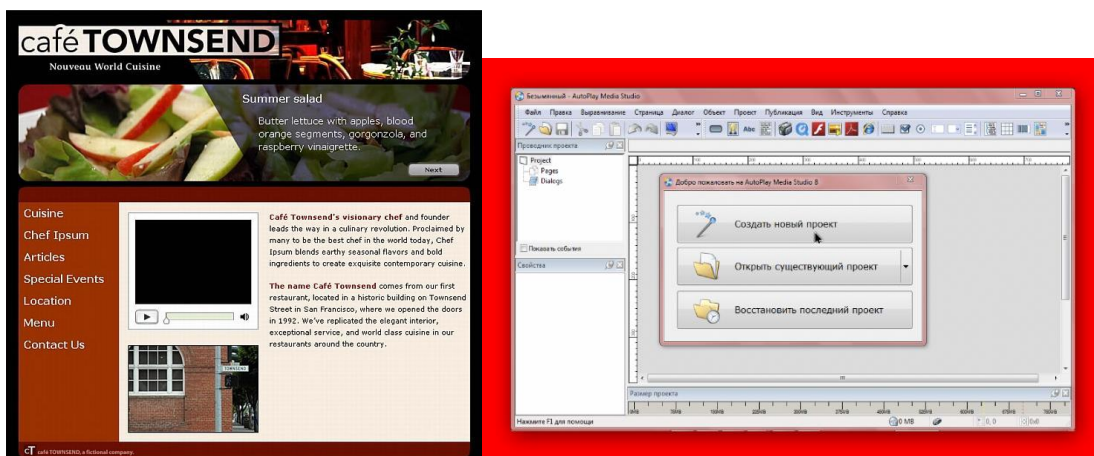 café TOWNSEND
Nouveau World Cuisine
Summer salad
Butter lettuce with apples, blood
orange segments, gorgonzola, and
raspberry vinaigrette.
Next
Cuisine
Chef Ipsum
Articles
Special Events
Location
Menu
Contact Us
Café Townsend's visionary chef and founder
leads the way in a culinary revolution. Proclaimed by
many to be the best chef in the world today, Chef
Ipsum blends earthy seasonal flavors and bold
ingredients to create exquisite contemporary cuisine.
The name Café Townsend comes from our first
restaurant, located in a historic building on Townsend
Street in San Francisco, where we opened the doors
in 1992. We've replicated the elegant interior,
exceptional service, and world class cuisine in our
restaurants around the country.
TOWNSEND
cT café TOWNSEND, a fictional company.
Безымянный - AutoPlay Media Studio
Файл Правка Выравнивание Страница Диалог Объект Проект Публикация Вид Инструменты Справка
Abc
Проводник проекта
Project
Pages
Dialogs
Показать события
Свойства
Добро пожаловать на AutoPlay Media Studio 8
Создать новый проект
Открыть существующий проект
Восстановить последний проект
Размер проекта
Нажмите F1 для помощи
0 MB
0, 0
0x0